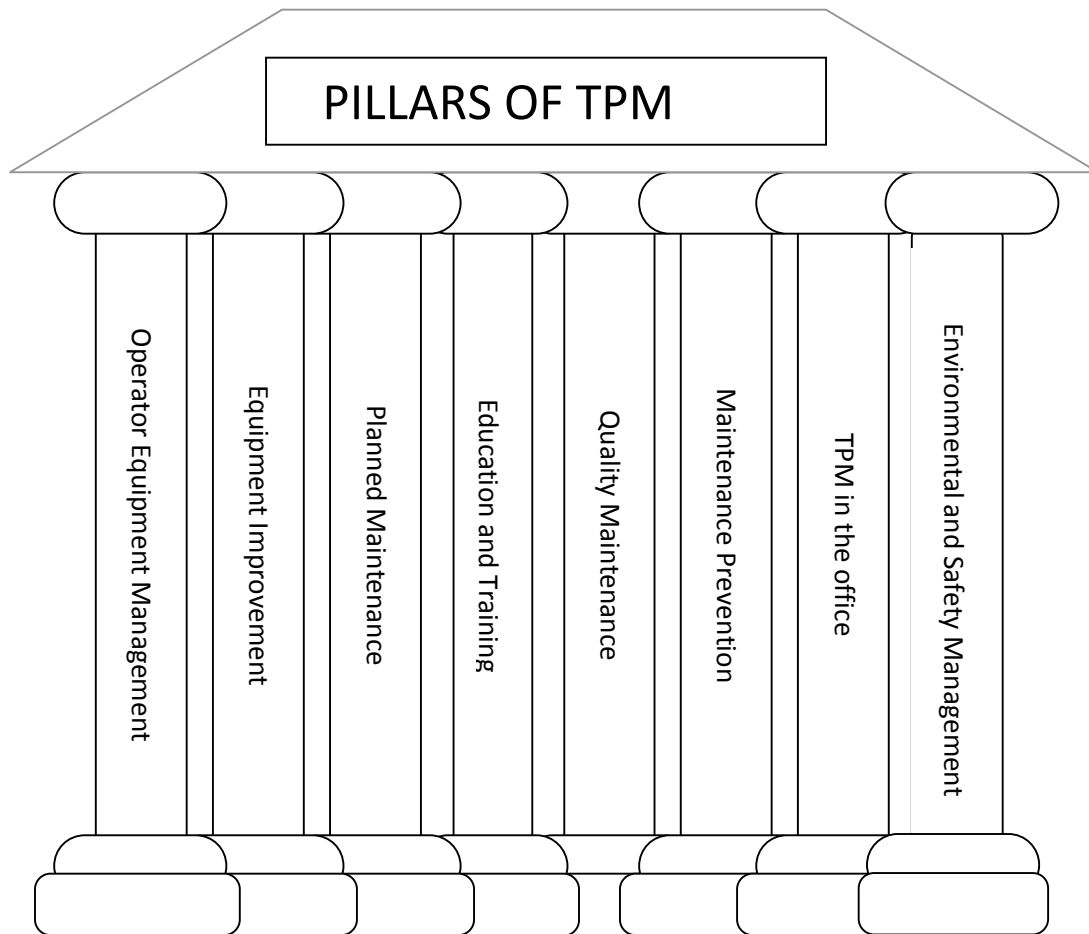 PILLARS OF TPM
Operator Equipment Management
Equipment Improvement
Planned Maintenance
Education and Training
Quality Maintenance
Maintenance Prevention
TPM in the office
Environmental and Safety Management